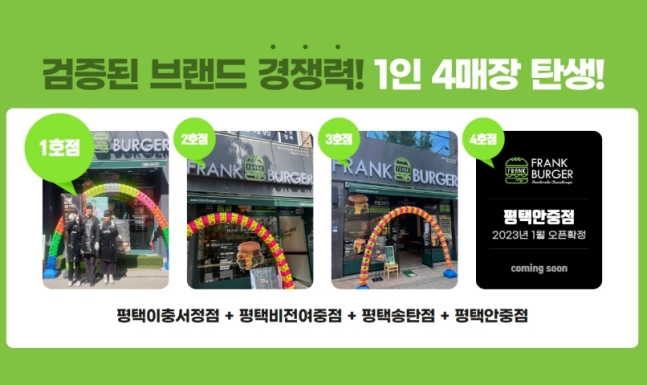 검증된 브랜드 경쟁력! 1인 4매장 탄생!
1호점
2호점
3호점
4호점
FRANK BURGER
FRANK BURGER
FRANK BURGER
FRANK
BURGER
평택안중점
2023년 1월 오픈확정
coming soon
평택이충서정점 + 평택비전여중점 + 평택송탄점 + 평택안중점